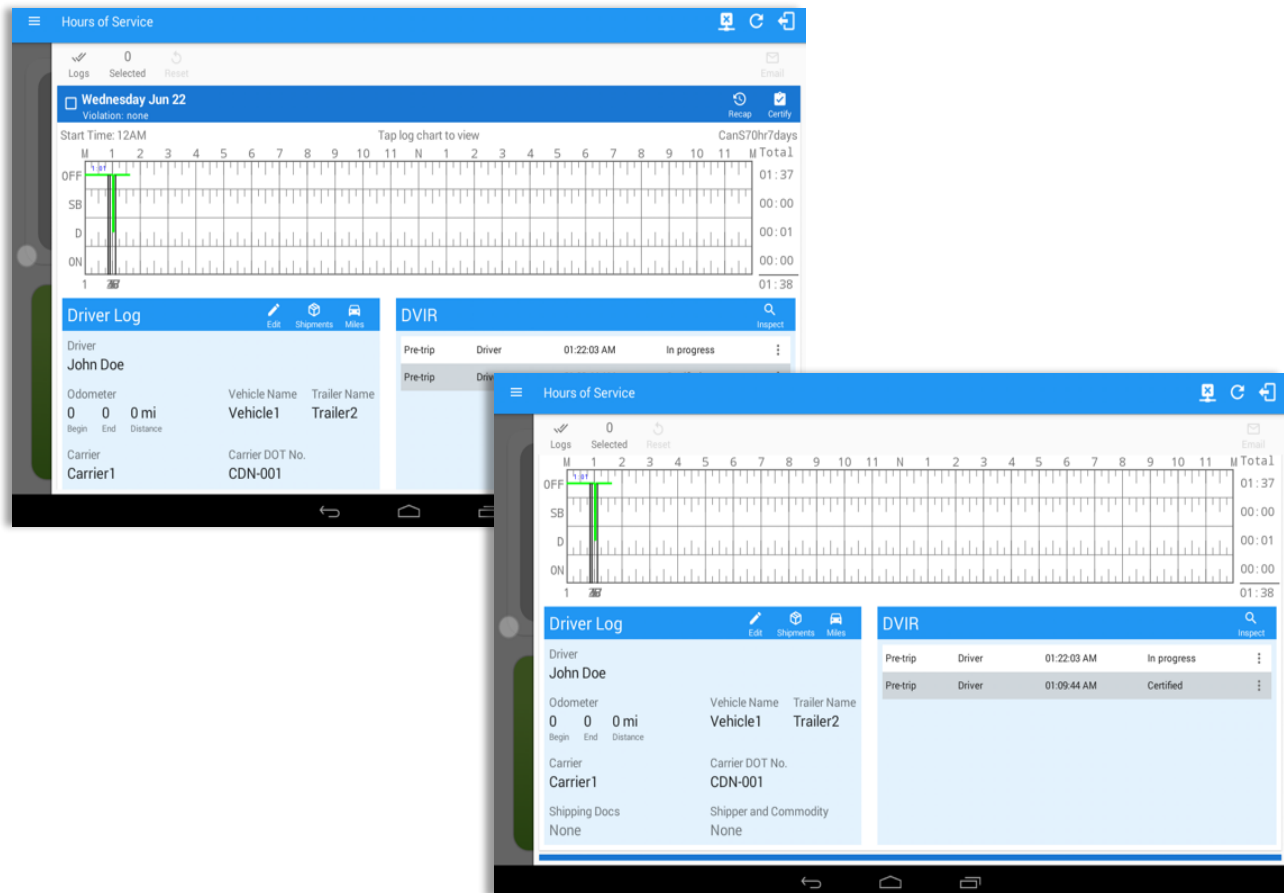 Hours of Service
Logs 0 Selected Reset Email
Wednesday Jun 22
Violation: none
Recap Certify
Start Time: 12AM Tap log chart to view CanS70hr7days
M 1 2 3 4 5 6 7 8 9 10 11 N 1 2 3 4 5 6 7 8 9 10 11 M Total
OFF 01:37
SB 00:00
D 00:01
ON 00:00
1 01:38
Driver Log Edit Shipments Miles
Driver
John Doe
Odometer Vehicle Name Trailer Name
0 0 0 mi Vehicle1 Trailer2
Begin End Distance
Carrier Carrier DOT No.
Carrier1 CDN-001
DVIR Inspect
Pre-trip Driver 01:22:03 AM In progress
Pre-trip
Hours of Service
Logs 0 Selected Reset Email
M 1 2 3 4 5 6 7 8 9 10 11 N 1 2 3 4 5 6 7 8 9 10 11 M Total
OFF 01:37
SB 00:00
D 00:01
ON 00:00
1 01:38
Driver Log Edit Shipments Miles
Driver
John Doe
Odometer Vehicle Name Trailer Name
0 0 0 mi Vehicle1 Trailer2
Begin End Distance
Carrier Carrier DOT No.
Carrier1 CDN-001
Shipping Docs Shipper and Commodity
None None
DVIR Inspect
Pre-trip Driver 01:22:03 AM In progress
Pre-trip Driver 01:09:44 AM Certified